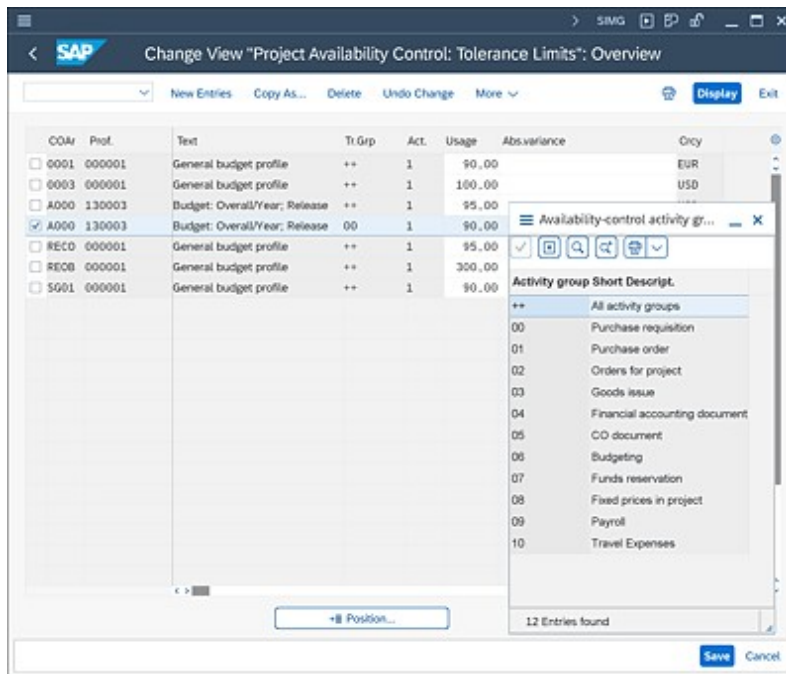 SIMG
SAP Change View "Project Availability Control: Tolerance Limits": Overview
New Entries Copy As... Delete Undo Change More Display Exit
COAr Prof. Text Tr.Grp Act. Usage Abs.variance Crcy
0001 000001 General budget profile ++ 1 90.00 EUR
0003 000001 General budget profile ++ 1 100.00 USD
A000 130003 Budget: Overall/Year; Release ++ 1 95.00
A000 130003 Budget: Overall/Year; Release 00 1 90.00
RECO 000001 General budget profile ++ 1 95.00
REOB 000001 General budget profile ++ 1 300.00
SG01 000001 General budget profile ++ 1 90.00
Availability-control activity gr...
Activity group Short Descript.
++ All activity groups
00 Purchase requisition
01 Purchase order
02 Orders for project
03 Goods issue
04 Financial accounting document
05 CO document
06 Budgeting
07 Funds reservation
08 Fixed prices in project
09 Payroll
10 Travel Expenses
12 Entries found
Position...
Save Cancel